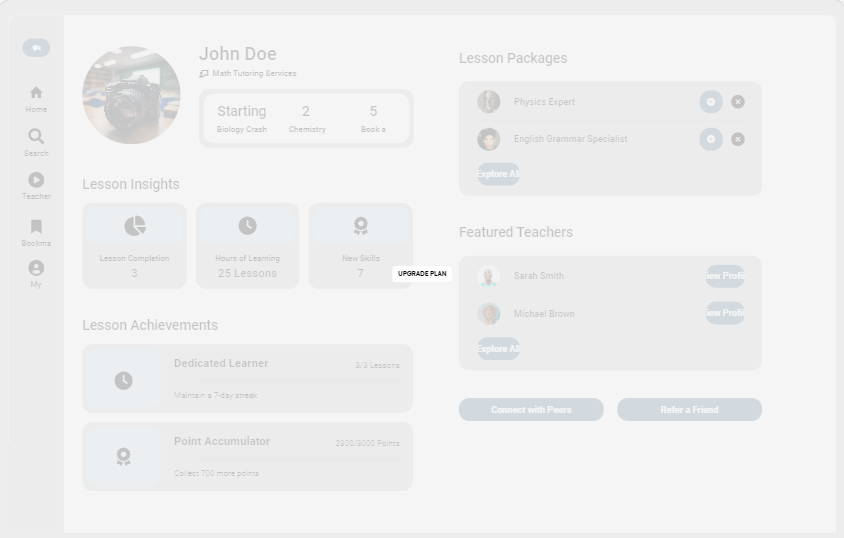 John Doe
Math Tutoring Services
Starting
Biology Crash
2
Chemistry
5
Book a
Home
Search
Teacher
Bookma
My
Lesson Insights
Lesson Completion
3
Hours of Learning
25 Lessons
New Skills
7
UPGRADE PLAN
Lesson Achievements
Dedicated Learner
3/3 Lessons
Maintain a 7-day streak
Point Accumulator
2300/3000 Points
Collect 700 more points
Lesson Packages
Physics Expert
English Grammar Specialist
Explore All
Featured Teachers
Sarah Smith
iew Profil
Michael Brown
iew Profil
Explore All
Connect with Peers
Refer a Friend